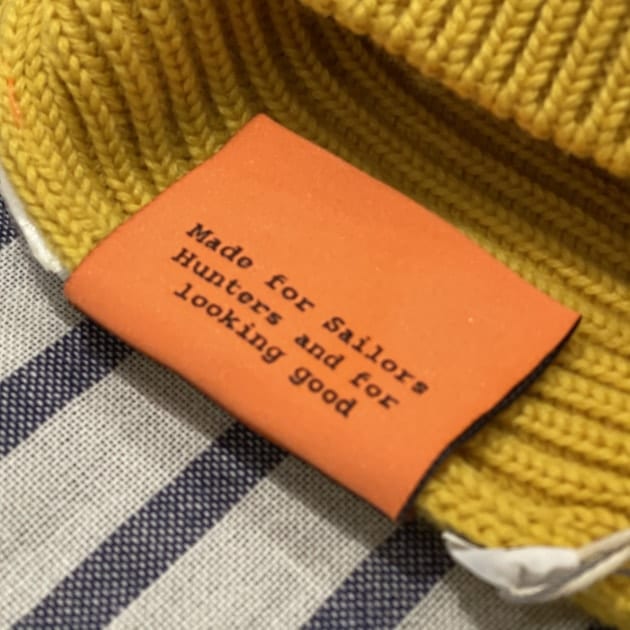 Made for Sailors
Hunters and for
looking good